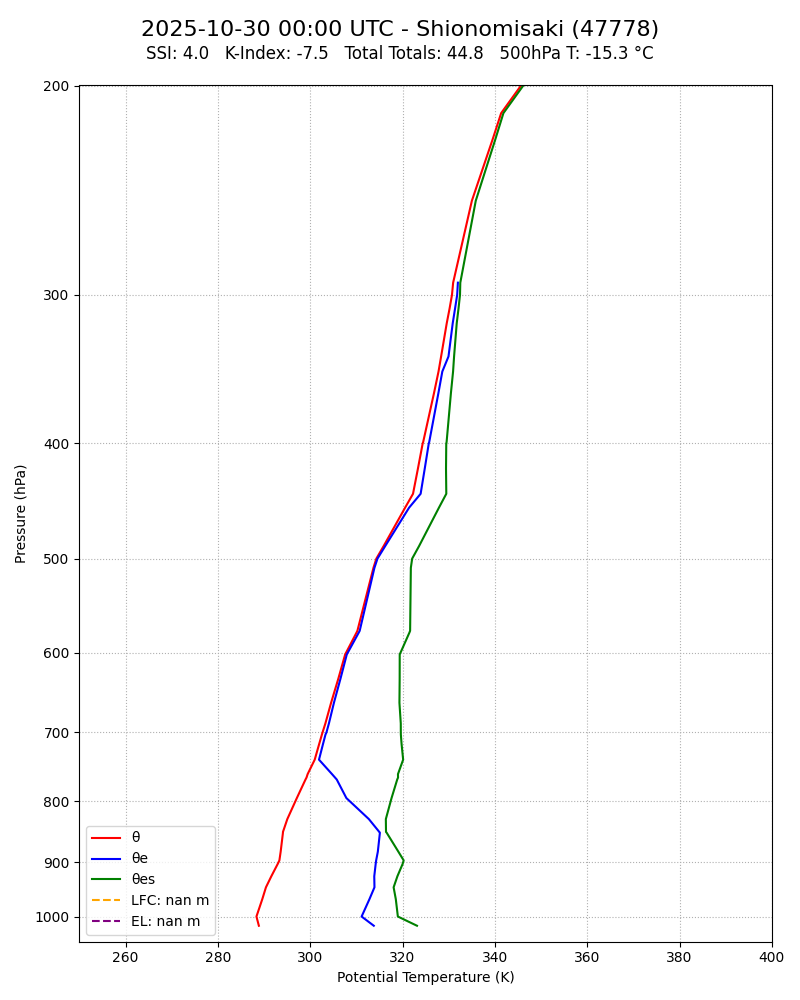 2025-10-30 00:00 UTC - Shionomisaki (47778)
SSI: 4.0   K-Index: -7.5   Total Totals: 44.8   500hPa T: -15.3 °C
200
300
400
500
600
700
800
900
1000
Pressure (hPa)
θ
θe
θes
LFC: nan m
EL: nan m
260 280 300 320 340 360 380 400
Potential Temperature (K)